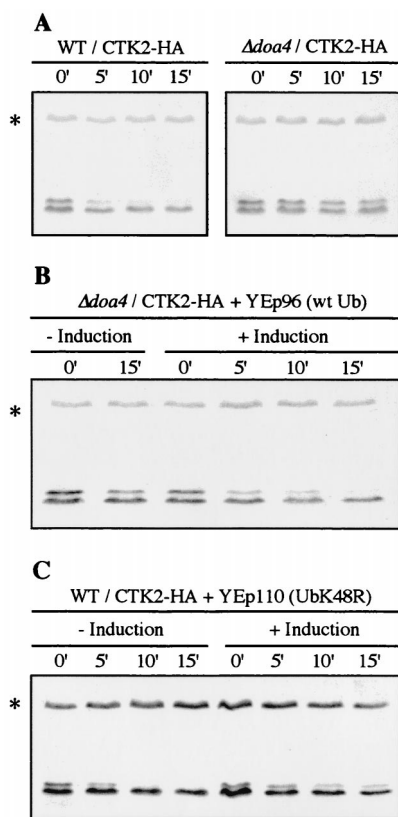 A
WT / CTK2-HA
Δdoa4 / CTK2-HA
0' 5' 10' 15'
0' 5' 10' 15'
*
B
Δdoa4 / CTK2-HA + YEp96 (wt Ub)
- Induction + Induction
0' 15' 0' 5' 10' 15'
*
C
WT / CTK2-HA + YEp110 (UbK48R)
- Induction + Induction
0' 5' 10' 15' 0' 5' 10' 15'
*